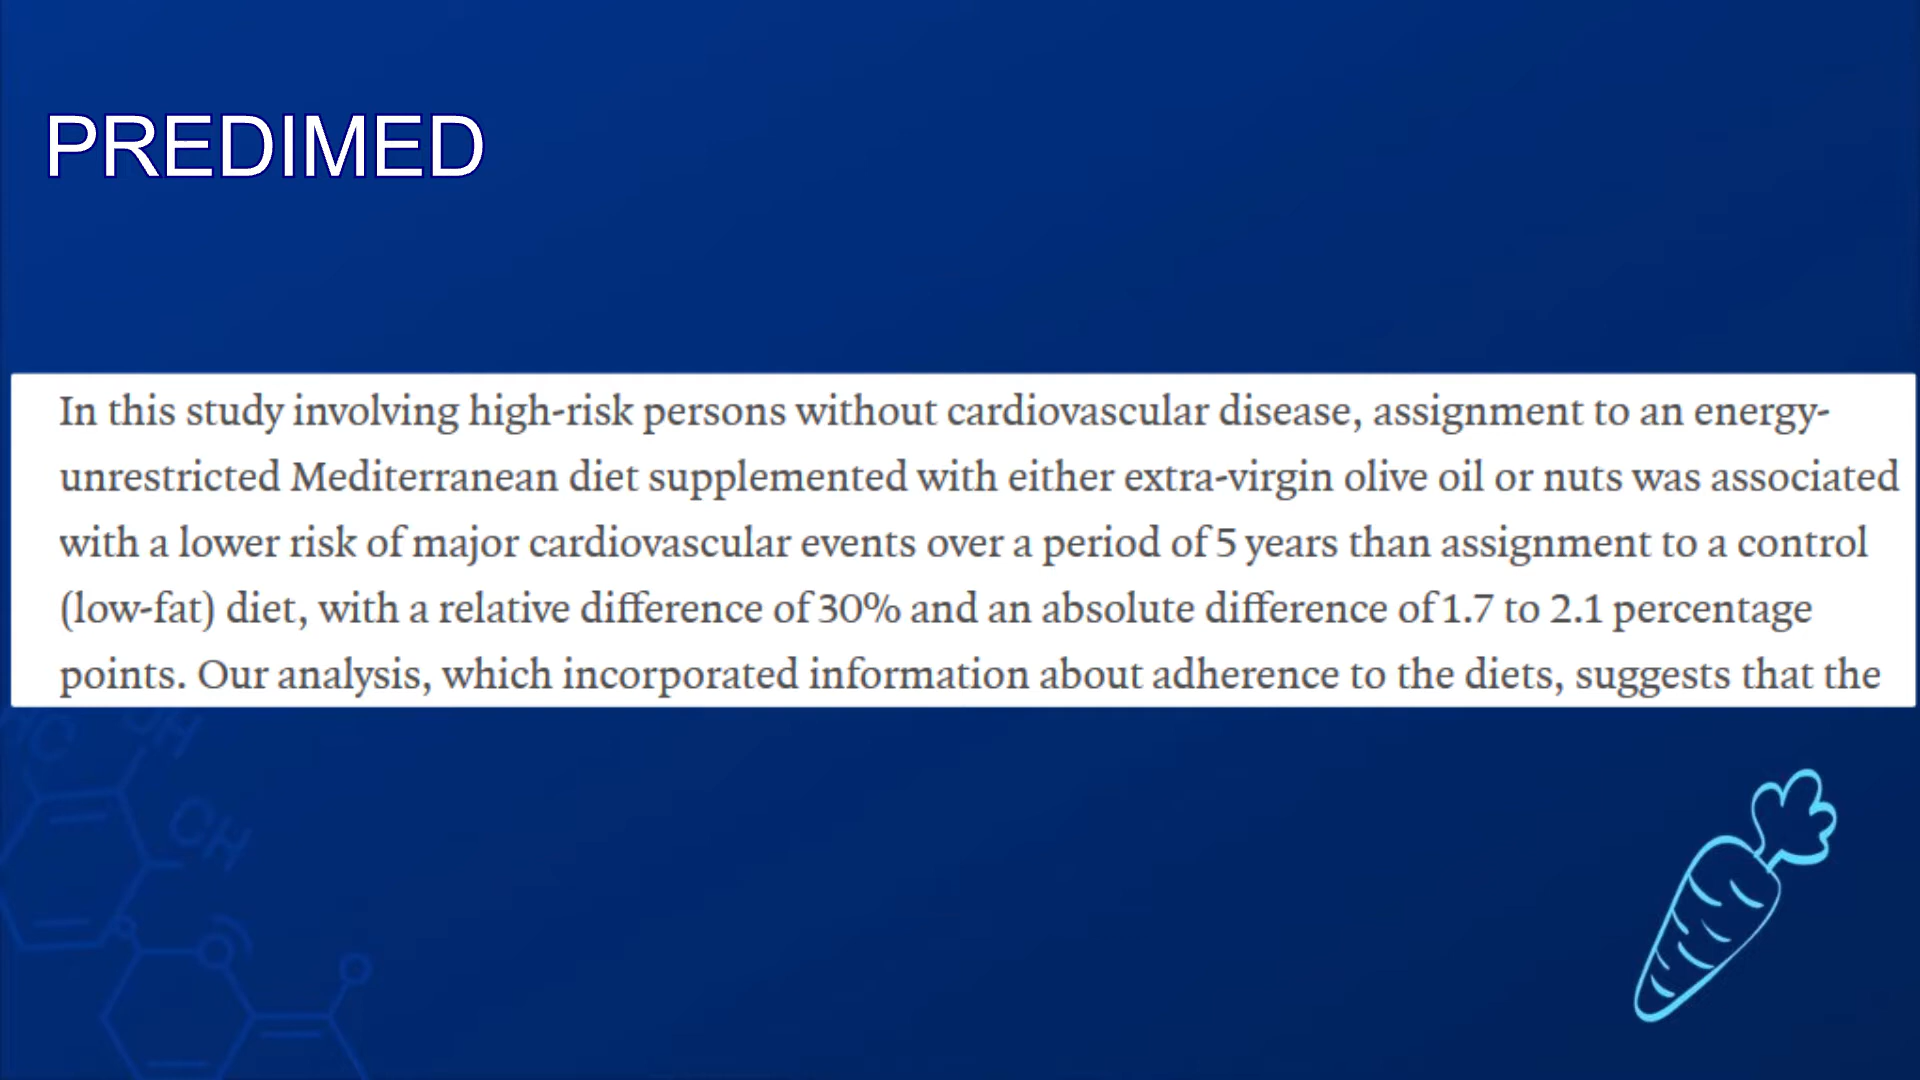 PREDIMED
In this study involving high-risk persons without cardiovascular disease, assignment to an energy-
unrestricted Mediterranean diet supplemented with either extra-virgin olive oil or nuts was associated
with a lower risk of major cardiovascular events over a period of 5 years than assignment to a control
(low-fat) diet, with a relative difference of 30% and an absolute difference of 1.7 to 2.1 percentage
points. Our analysis, which incorporated information about adherence to the diets, suggests that the
HC
OH
CH
O
O